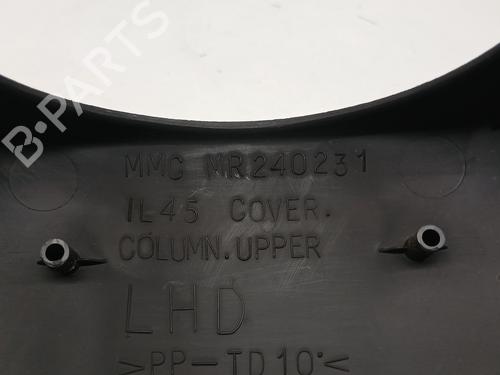 MMC MR240231
IL45 COVER.
COLUMN.UPPER
LHD
>PP-TD10<
B-PARTS